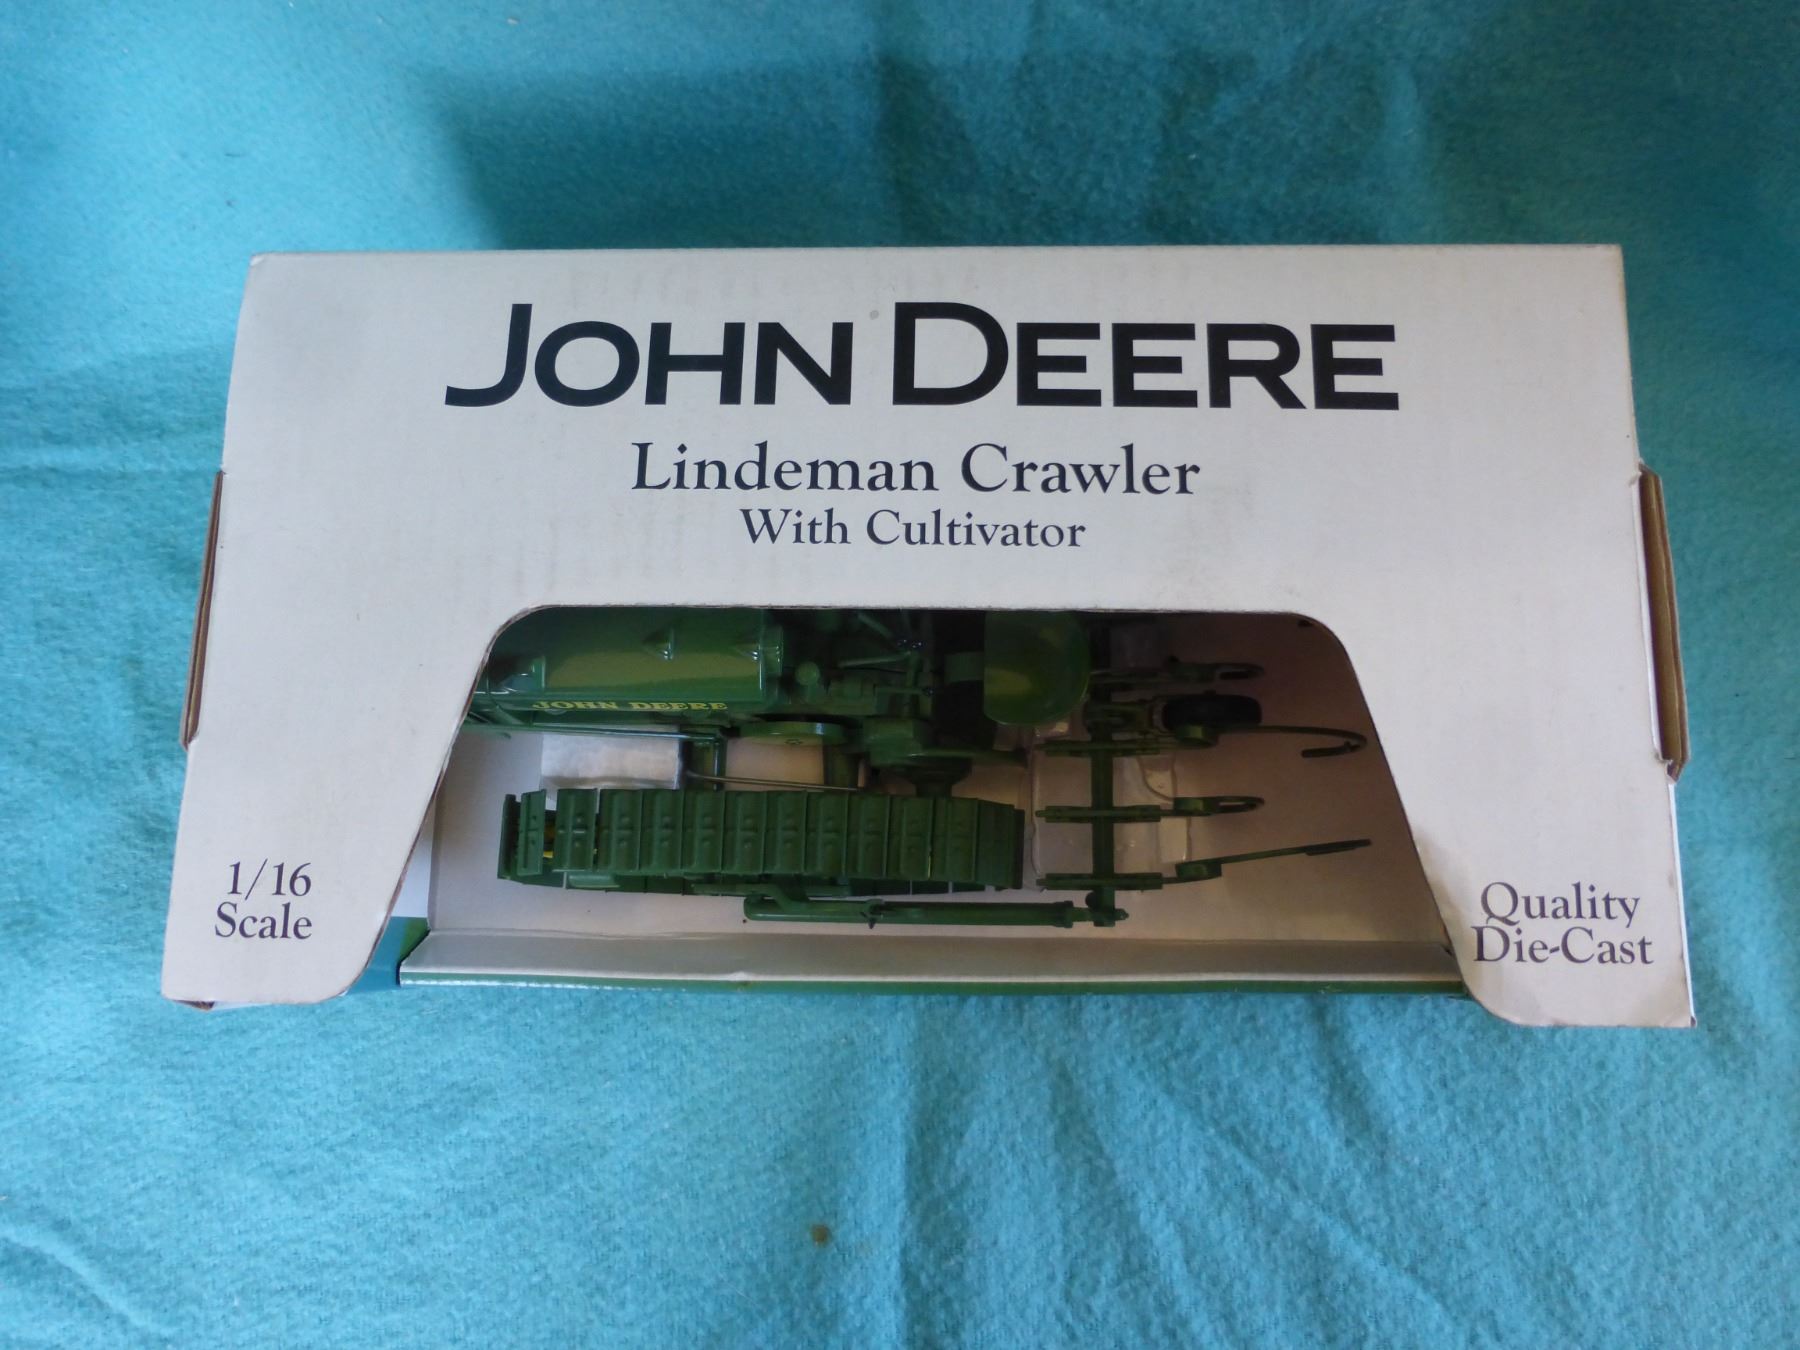 JOHN DEERE
Lindeman Crawler
With Cultivator
JOHN DEERE
1/16
Scale
Quality
Die-Cast